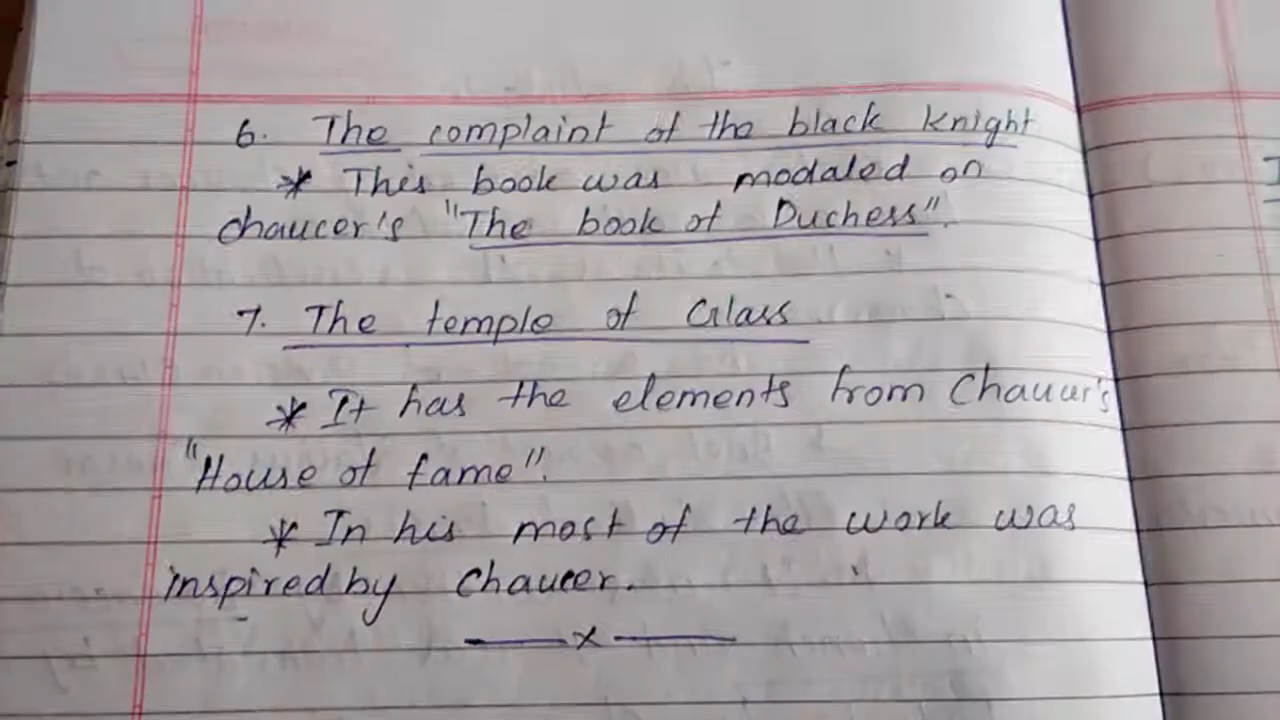 6. The complaint of the black knight
* This book was modaled on
chaucer's "The book of Duchess".
7. The temple of Glass
* It has the elements from Chaucer's
"House of fame".
* In his most of the work was
inspired by Chaucer.
x